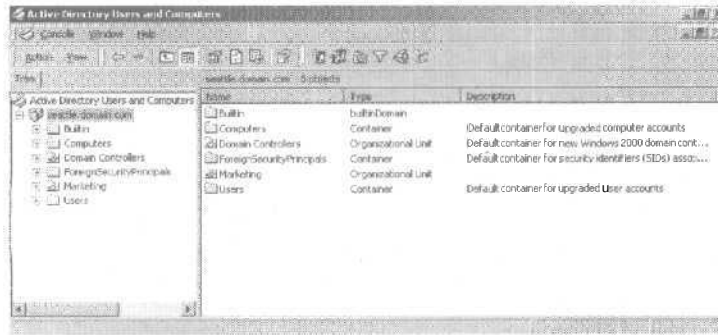 Active Directory Users and Computers
Console Window Help
Action View
Tree
seattle.domain.com 5 objects
Active Directory Users and Computers
seattle.domain.com
Builtin
Computers
Domain Controllers
ForeignSecurityPrincipals
Marketing
Users
Name Type Description
Builtin builtinDomain
Computers Container Default container for upgraded computer accounts
Domain Controllers Organizational Unit Default container for new Windows 2000 domain cont...
ForeignSecurityPrincipals Container Default container for security identifiers (SIDs) assoc...
Marketing Organizational Unit
Users Container Default container for upgraded User accounts